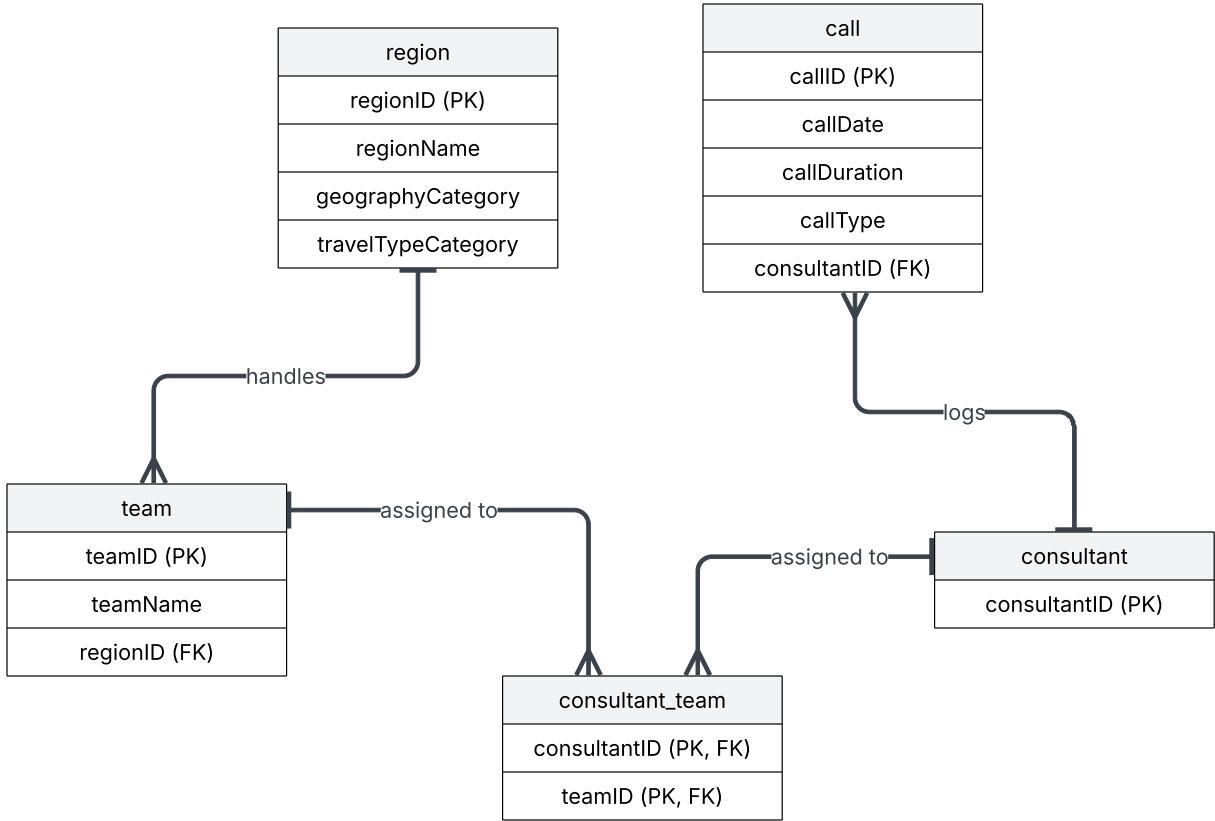 region
regionID (PK)
regionName
geographyCategory
travelTypeCategory
call
callID (PK)
callDate
callDuration
callType
consultantID (FK)
handles
logs
team
teamID (PK)
teamName
regionID (FK)
assigned to
assigned to
consultant
consultantID (PK)
consultant_team
consultantID (PK, FK)
teamID (PK, FK)